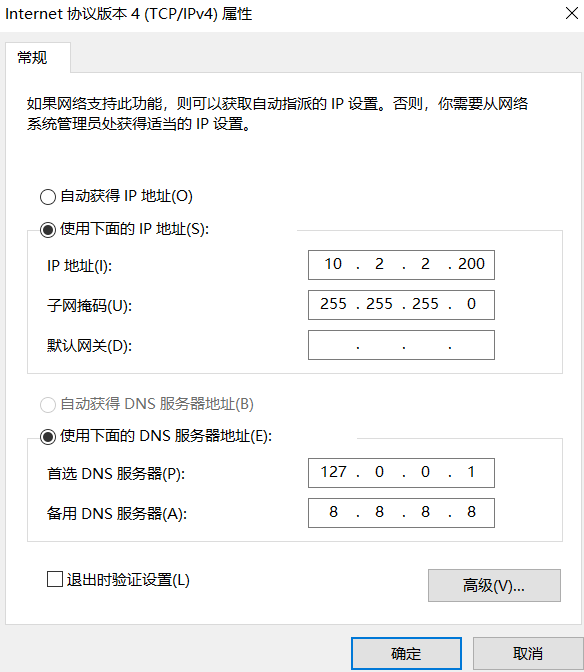 Internet 协议版本 4 (TCP/IPv4) 属性
常规
如果网络支持此功能，则可以获取自动指派的 IP 设置。否则，你需要从网络
系统管理员处获得适当的 IP 设置。
自动获得 IP 地址(O)
使用下面的 IP 地址(S):
IP 地址(I): 10 . 2 . 2 . 200
子网掩码(U): 255 . 255 . 255 . 0
默认网关(D): . . .
自动获得 DNS 服务器地址(B)
使用下面的 DNS 服务器地址(E):
首选 DNS 服务器(P): 127 . 0 . 0 . 1
备用 DNS 服务器(A): 8 . 8 . 8 . 8
退出时验证设置(L)
高级(V)...
确定 取消